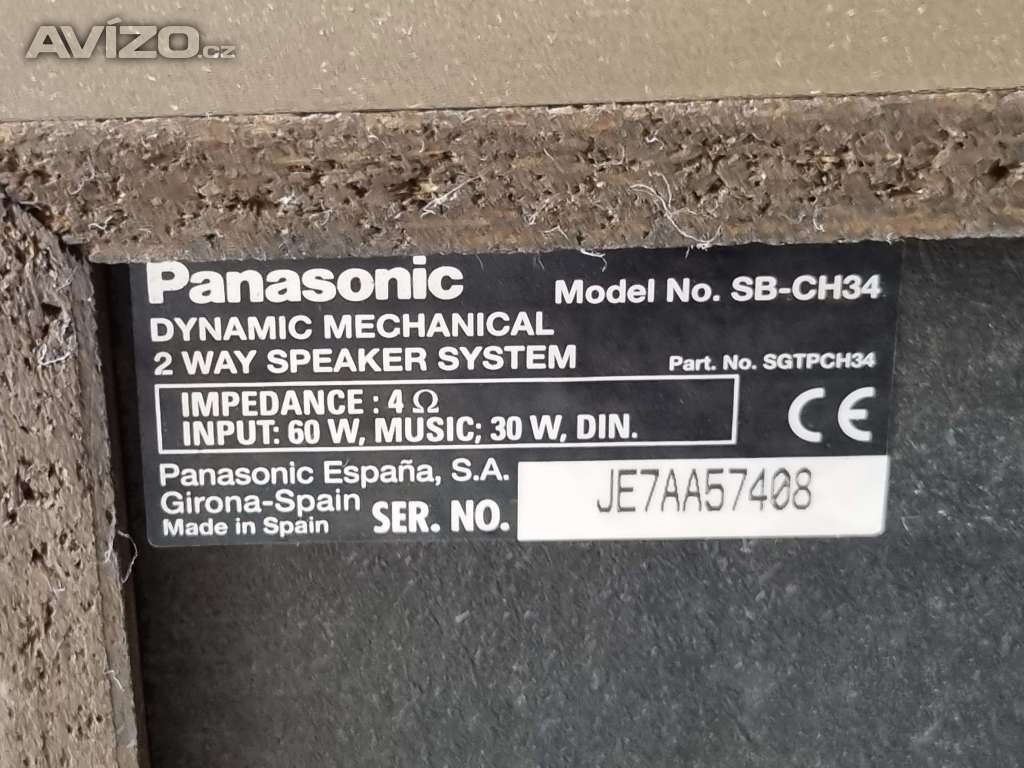 AVÍZO.cz
Panasonic
Model No. SB-CH34
DYNAMIC MECHANICAL
2 WAY SPEAKER SYSTEM
Part. No. SGTPCH34
IMPEDANCE : 4 Ω
INPUT: 60 W, MUSIC; 30 W, DIN.
CE
Panasonic España, S.A.
Girona-Spain
Made in Spain
SER. NO.
JE7AA57408